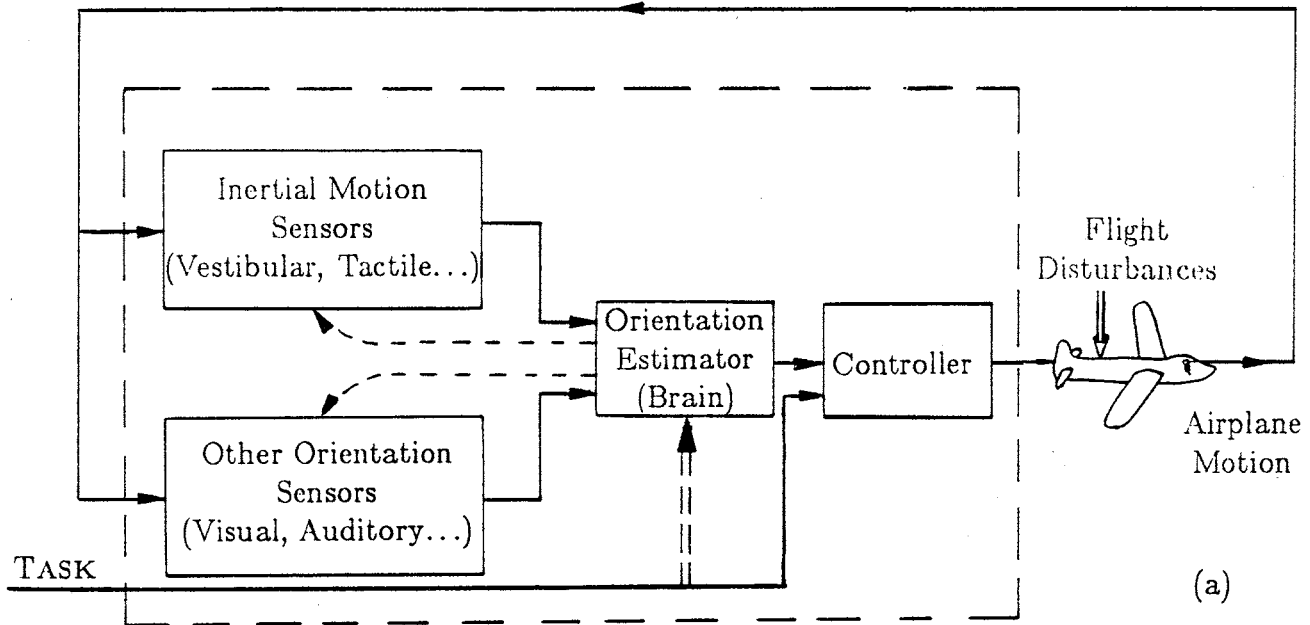 Inertial Motion
Sensors
(Vestibular, Tactile...)
Flight
Disturbances
Orientation
Estimator
(Brain)
Controller
Airplane
Motion
Other Orientation
Sensors
(Visual, Auditory...)
TASK
(a)